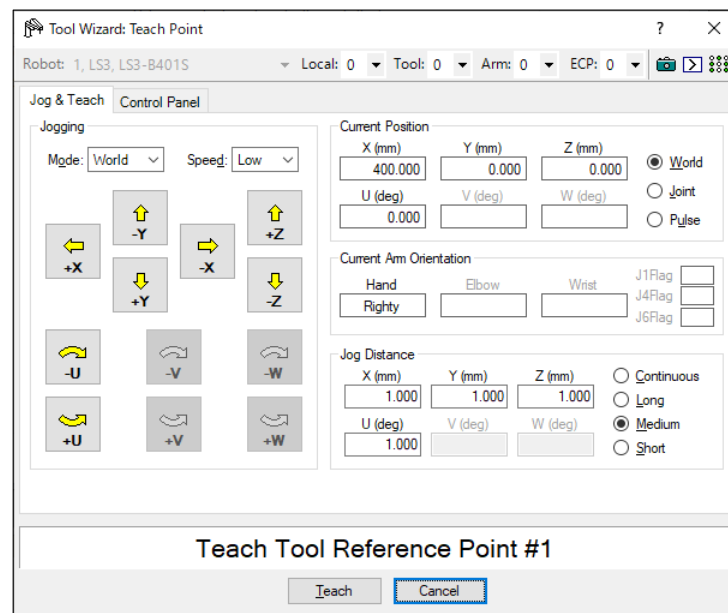 Tool Wizard: Teach Point
Robot: 1, LS3, LS3-B401S Local: 0 Tool: 0 Arm: 0 ECP: 0
Jog & Teach Control Panel
Jogging
Mode: World Speed: Low
-Y +Z
+X -X
+Y -Z
-U -V -W
+U +V +W
Current Position
X (mm) Y (mm) Z (mm)
400.000 0.000 0.000
U (deg) V (deg) W (deg)
0.000
World
Joint
Pulse
Current Arm Orientation
Hand Elbow Wrist
Righty
J1Flag
J4Flag
J6Flag
Jog Distance
X (mm) Y (mm) Z (mm)
1.000 1.000 1.000
U (deg) V (deg) W (deg)
1.000
Continuous
Long
Medium
Short
Teach Tool Reference Point #1
Teach Cancel